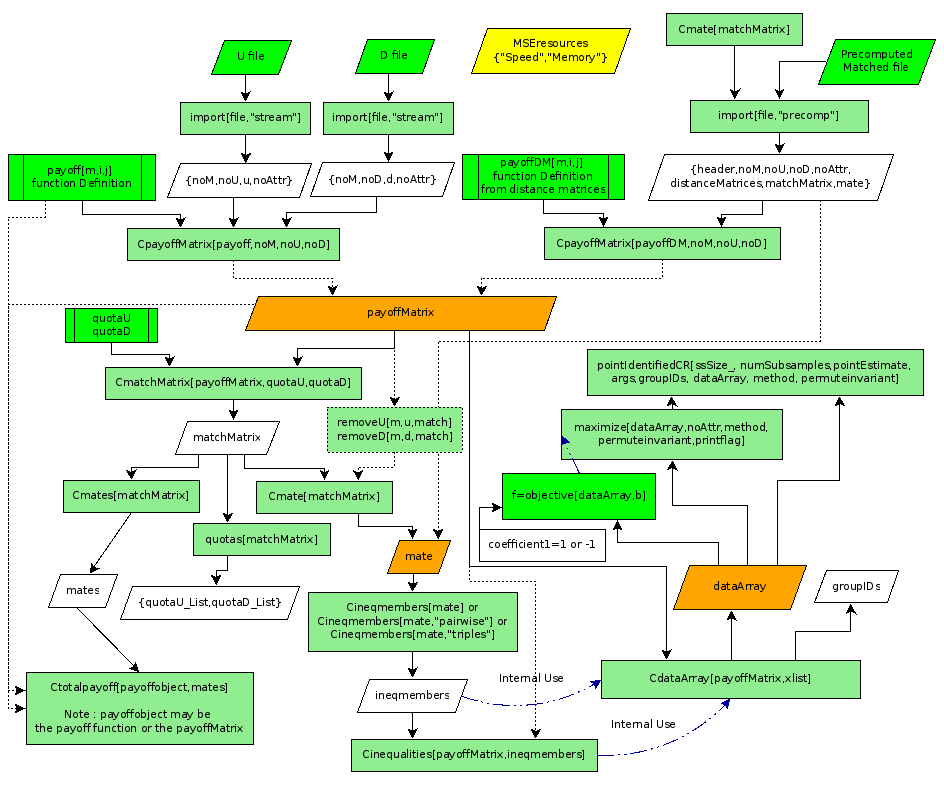 Cmate[matchMatrix]
U file
D file
MSEresources
{"Speed","Memory"}
Precomputed
Matched file
import[file,"stream"]
import[file,"stream"]
import[file,"precomp"]
payoff[m,i,j]
function Definition
{noM,noU,u,noAttr}
{noM,noD,d,noAttr}
payoffDM[m,i,j]
function Definition
from distance matrices
{header,noM,noU,noD,noAttr,
distanceMatrices,matchMatrix,mate}
CpayoffMatrix[payoff,noM,noU,noD]
CpayoffMatrix[payoffDM,noM,noU,noD]
payoffMatrix
quotaU
quotaD
CmatchMatrix[payoffMatrix,quotaU,quotaD]
pointIdentifiedCR[ssSize_, numSubsamples,pointEstimate,
args,groupIDs, dataArray, method, permuteinvariant]
matchMatrix
removeU[m,u,match]
removeD[m,d,match]
maximize[dataArray,noAttr,method,
permuteinvariant,printflag]
Cmates[matchMatrix]
Cmate[matchMatrix]
f=objective[dataArray,b]
quotas[matchMatrix]
coefficient1=1 or -1
mate
mates
{quotaU_List,quotaD_List}
dataArray
groupIDs
Cineqmembers[mate] or
Cineqmembers[mate,"pairwise"] or
Cineqmembers[mate,"triples"]
Ctotalpayoff[payoffobject,mates]
Note : payoffobject may be
the payoff function or the payoffMatrix
ineqmembers
Internal Use
CdataArray[payoffMatrix,xlist]
Internal Use
Cinequalities[payoffMatrix,ineqmembers]